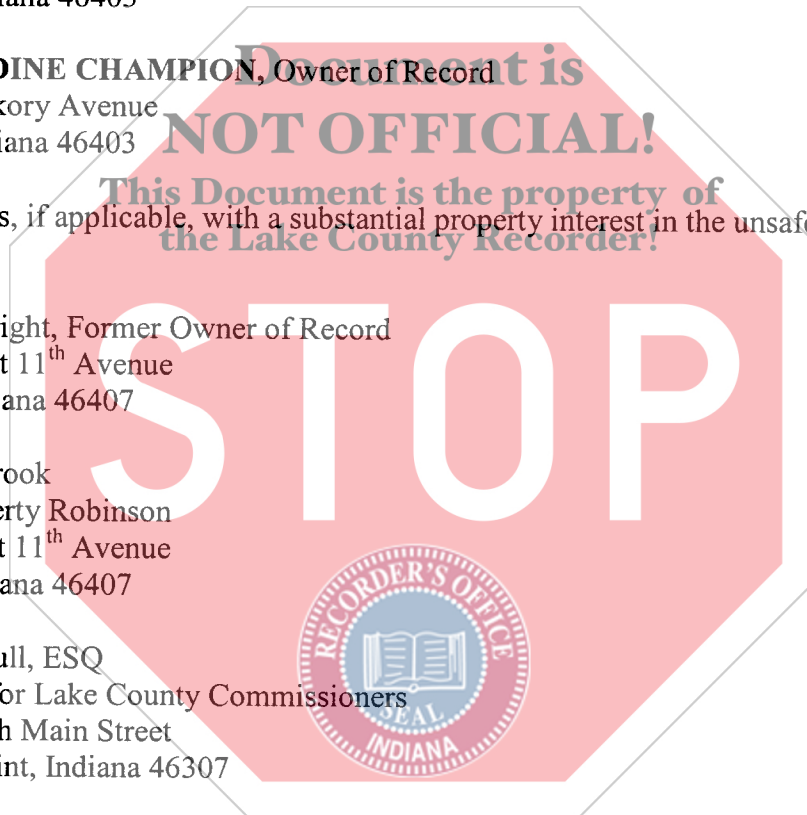 iana 46403
DINE CHAMPION, Owner of Record
kory Avenue
iana 46403
Document is
NOT OFFICIAL!
This Document is the property of
the Lake County Recorder!
s, if applicable, with a substantial property interest in the unsafe
STOP
ight, Former Owner of Record
t 11th Avenue
ana 46407
rook
erty Robinson
t 11th Avenue
ana 46407
ull, ESQ
for Lake County Commissioners
h Main Street
int, Indiana 46307
RECORDER'S OFFICE
SEAL
INDIANA